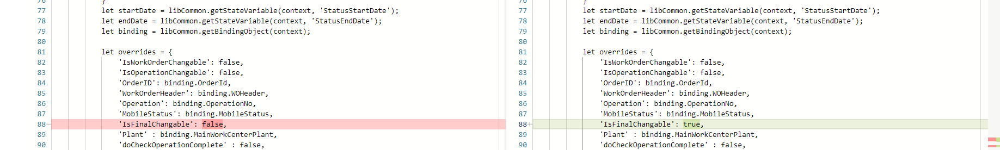 76 }
77 let startDate = libCommon.getStateVariable(context, 'StatusStartDate');
78 let endDate = libCommon.getStateVariable(context, 'StatusEndDate');
79 let binding = libCommon.getBindingObject(context);
80
81 let overrides = {
82 'IsWorkOrderChangable': false,
83 'IsOperationChangable': false,
84 'OrderID': binding.OrderId,
85 'WorkOrderHeader': binding.WOHeader,
86 'Operation': binding.OperationNo,
87 'MobileStatus': binding.MobileStatus,
88— 'IsFinalChangable': false,
89 'Plant' : binding.MainWorkCenterPlant,
90 'doCheckOperationComplete' : false,
76 }
77 let startDate = libCommon.getStateVariable(context, 'StatusStartDate');
78 let endDate = libCommon.getStateVariable(context, 'StatusEndDate');
79 let binding = libCommon.getBindingObject(context);
80
81 let overrides = {
82 'IsWorkOrderChangable': false,
83 'IsOperationChangable': false,
84 'OrderID': binding.OrderId,
85 'WorkOrderHeader': binding.WOHeader,
86 'Operation': binding.OperationNo,
87 'MobileStatus': binding.MobileStatus,
88+ 'IsFinalChangable': true,
89 'Plant' : binding.MainWorkCenterPlant,
90 'doCheckOperationComplete' : false,